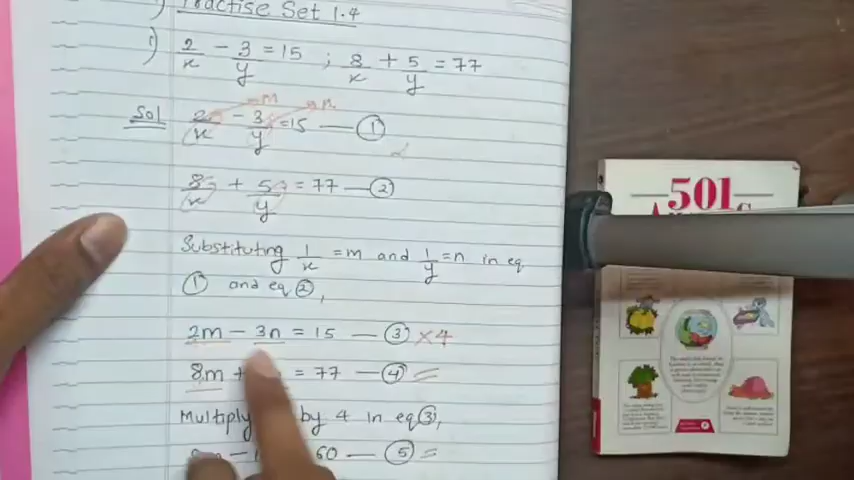 Practise Set 1.4
1) 2/x - 3/y = 15 ; 8/x + 5/y = 77
Sol 2/x - 3/y = 15 — ①
m n
8/x + 5/y = 77 — ②
Substituting 1/x = m and 1/y = n in eq
① and eq ②,
2m - 3n = 15 — ③ ×4
8m + = 77 — ④
Multiply by 4 in eq ③,
60 — ⑤
501